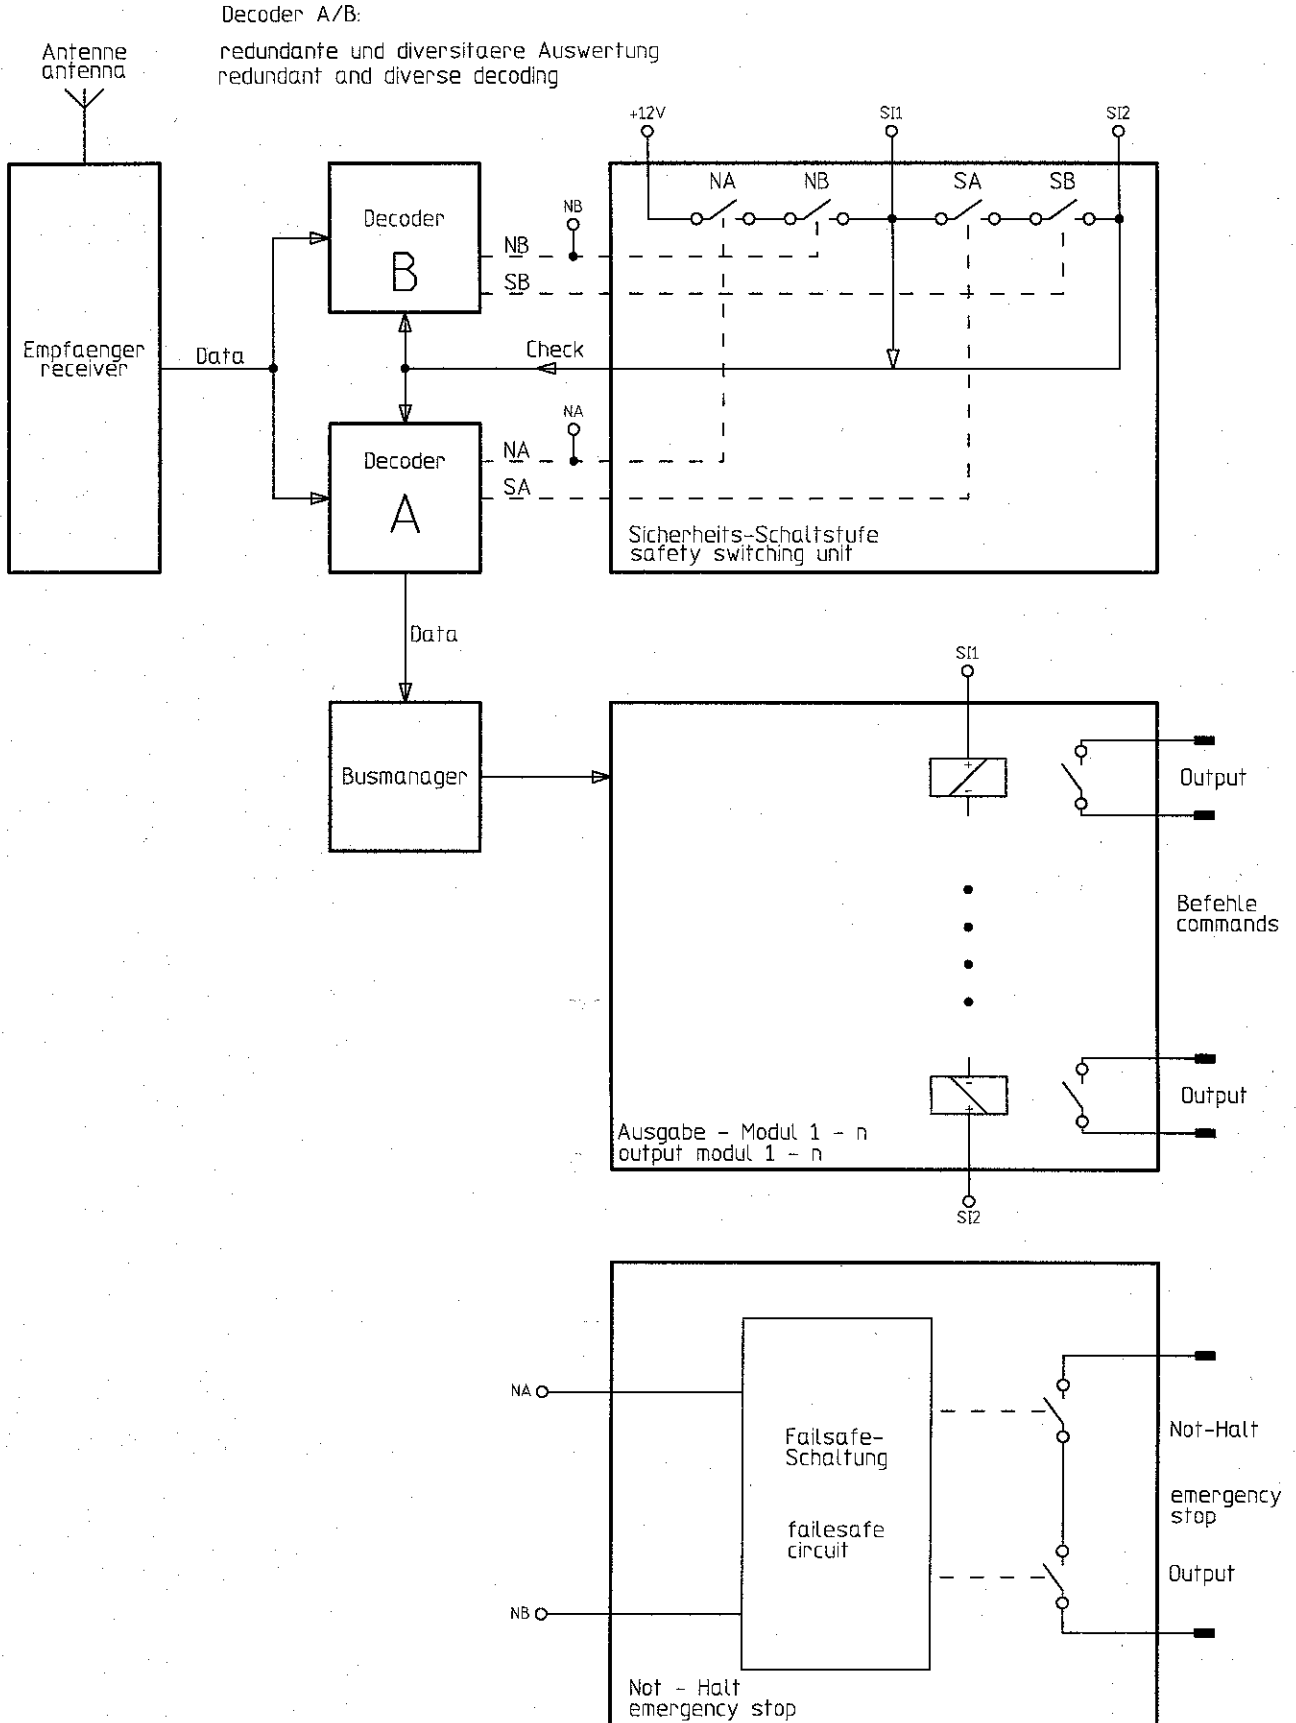 Decoder A/B:
redundante und diversitaere Auswertung
redundant and diverse decoding
Antenne
antenna
+12V
SI1
SI2
NA
NB
SA
SB
Decoder
B
NB
NB
SB
Empfaenger
receiver
Data
Check
Decoder
A
NA
NA
SA
Sicherheits-Schaltstufe
safety switching unit
Data
SI1
Busmanager
+
-
Output
Befehle
commands
-
+
Output
Ausgabe - Modul 1 - n
output modul 1 - n
SI2
NA
Failsafe-
Schaltung
failesafe
circuit
Not-Halt
emergency
stop
Output
NB
Not - Halt
emergency stop